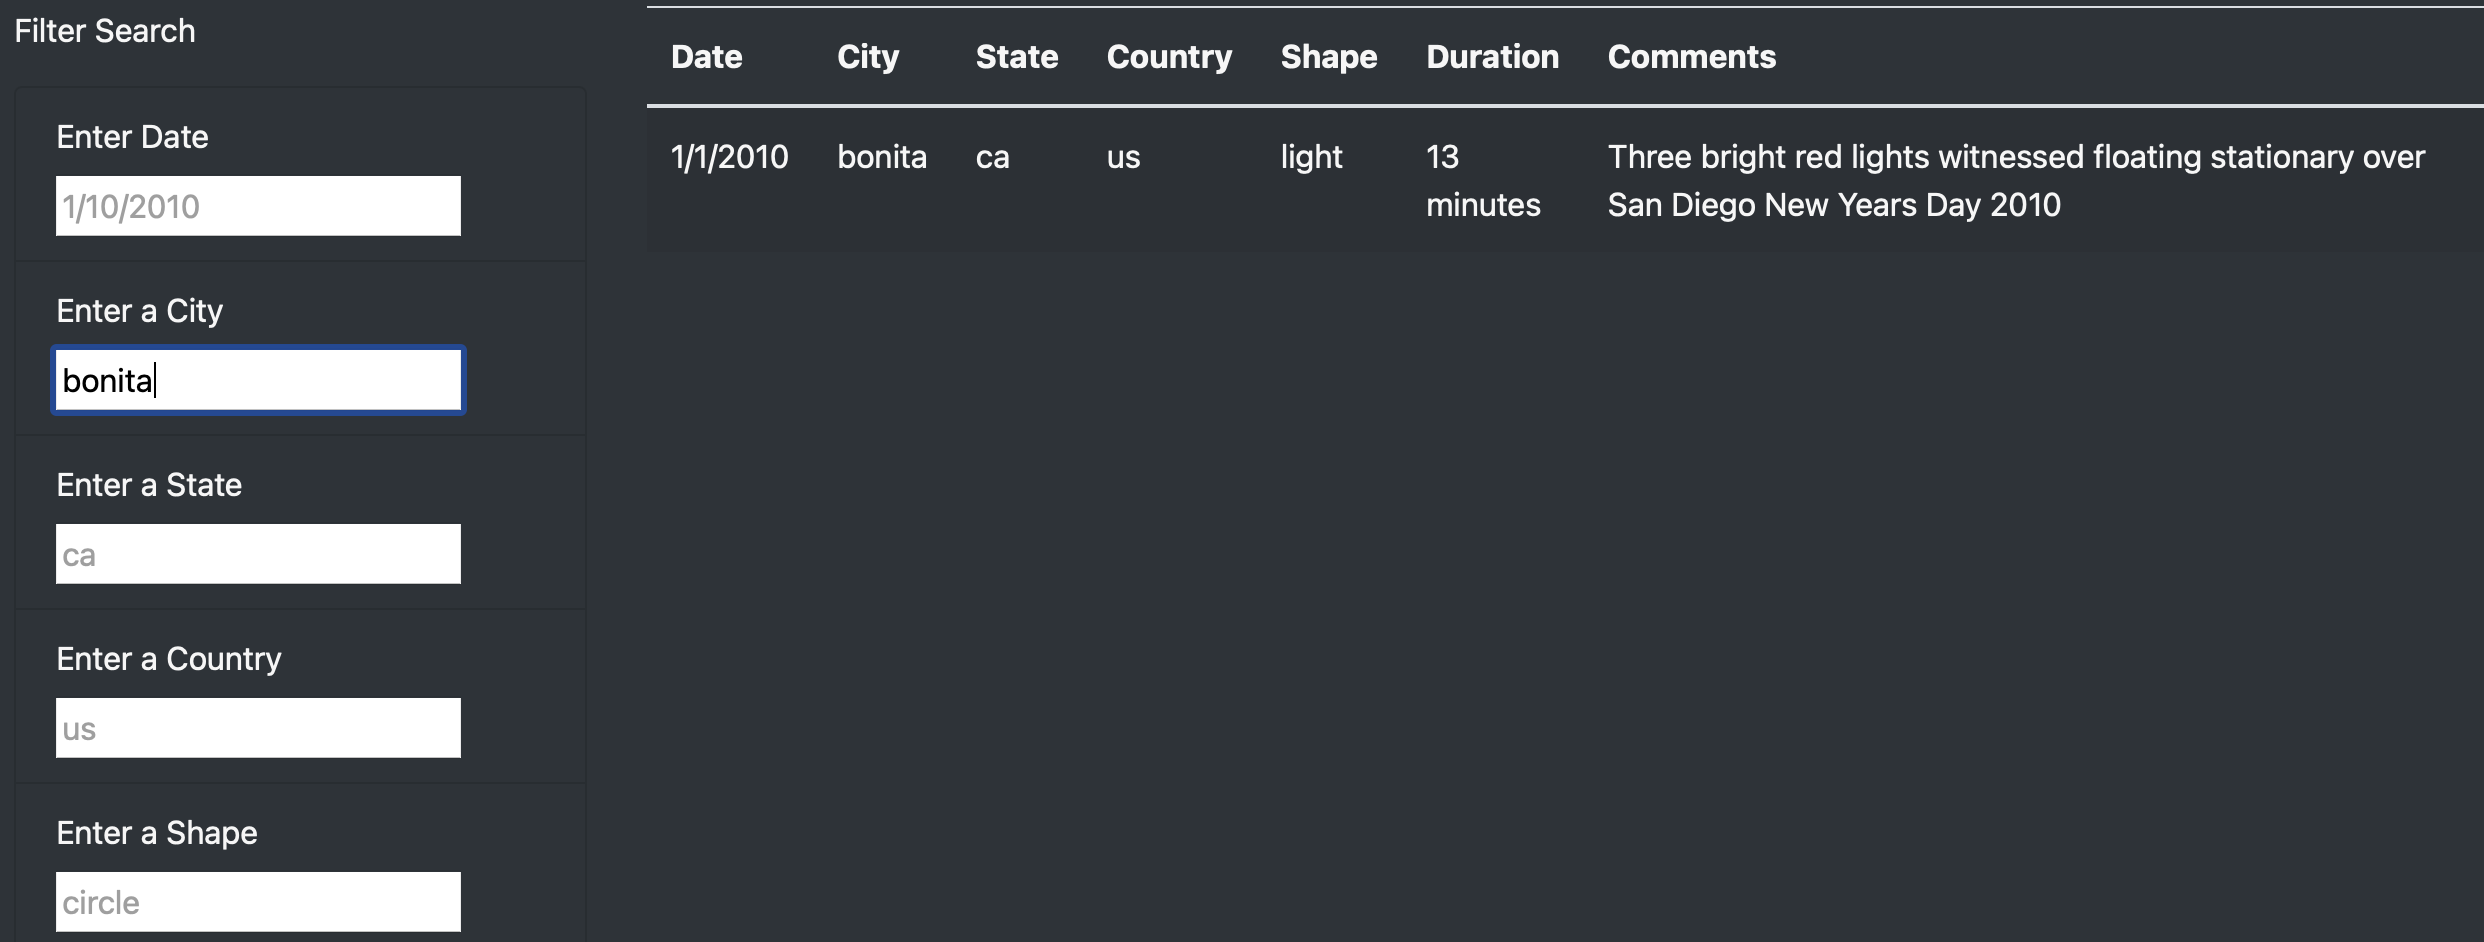 Filter Search
Enter Date
1/10/2010
Enter a City
bonita
Enter a State
ca
Enter a Country
us
Enter a Shape
circle
Date City State Country Shape Duration Comments
1/1/2010 bonita ca us light 13 Three bright red lights witnessed floating stationary over
minutes San Diego New Years Day 2010